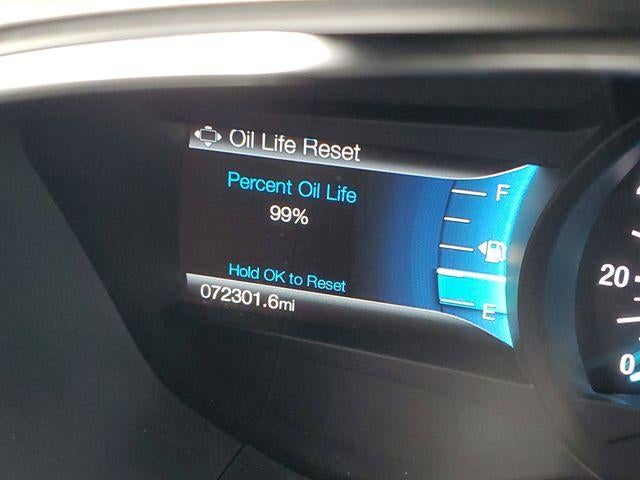 Oil Life Reset
Percent Oil Life
99%
Hold OK to Reset
072301.6mi
F
E
20
0